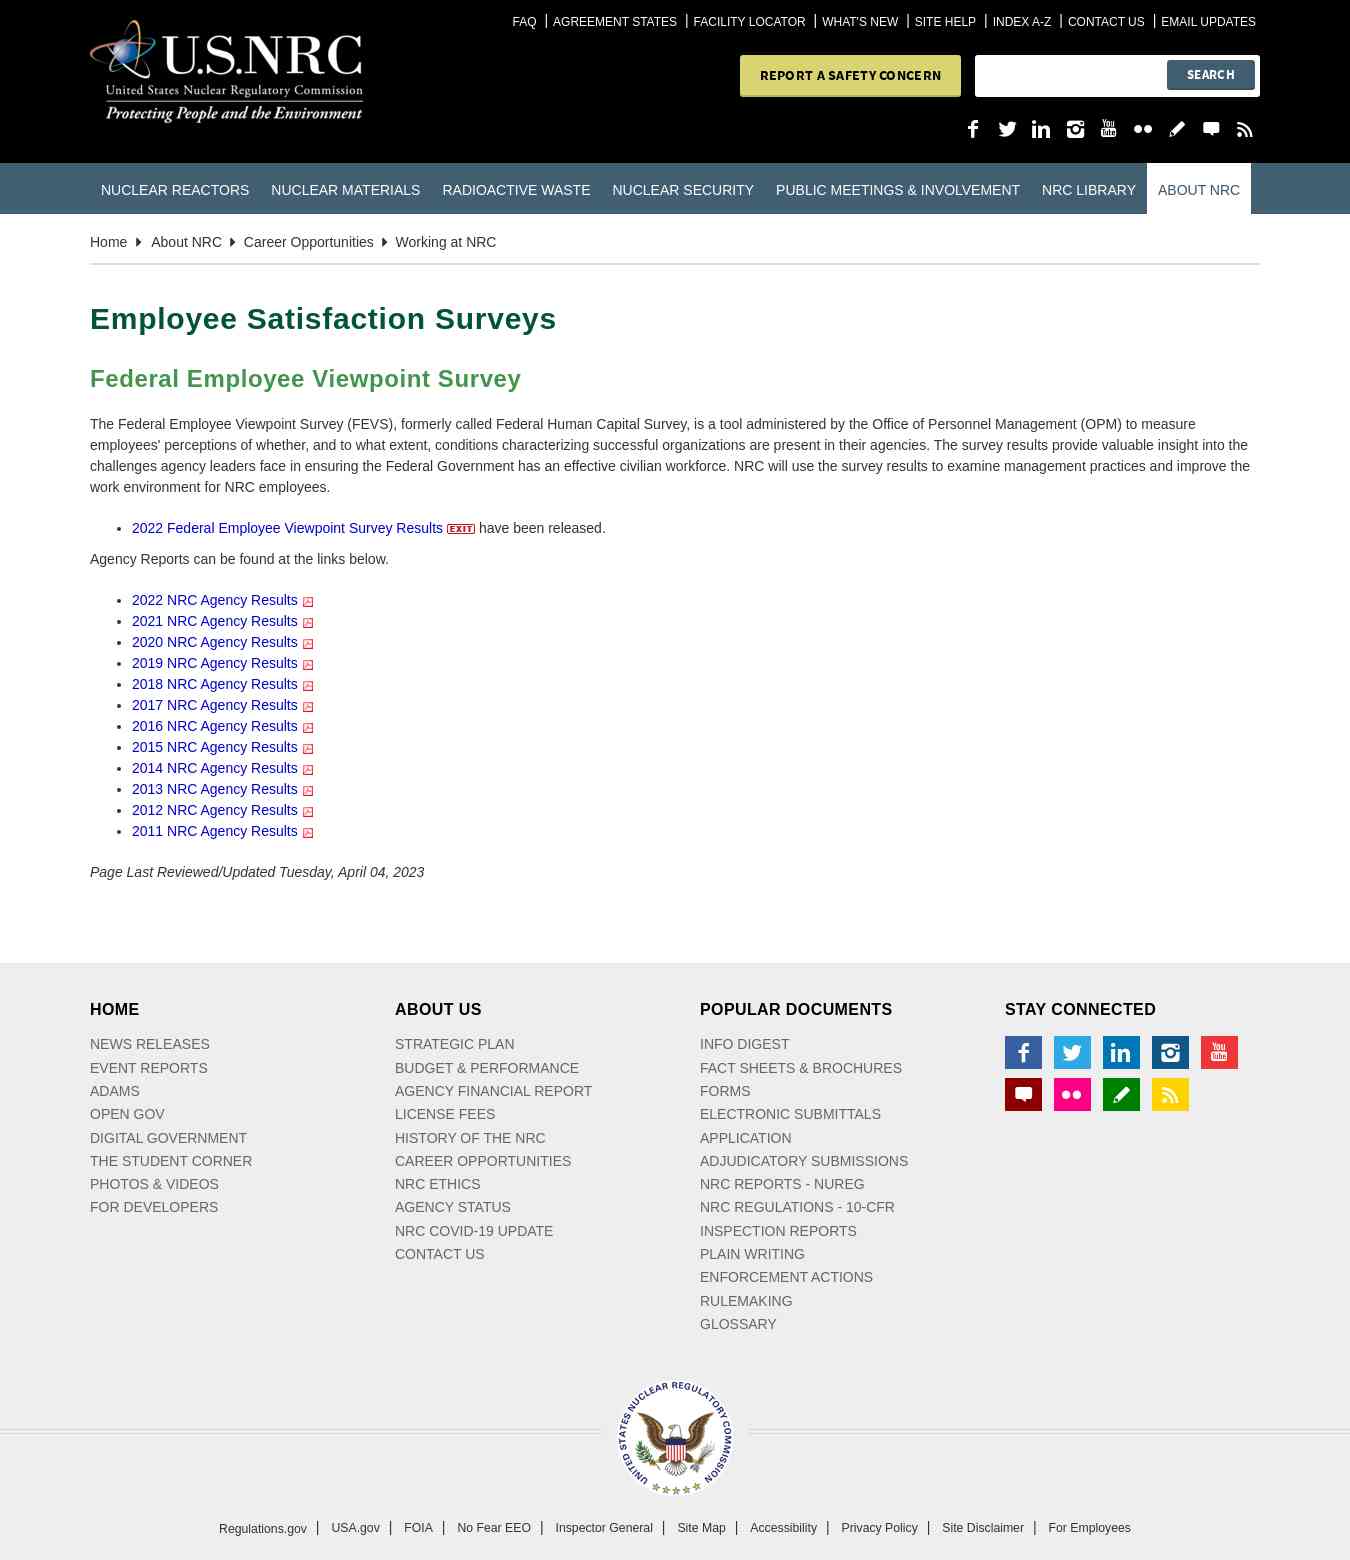 FAQ | AGREEMENT STATES | FACILITY LOCATOR | WHAT'S NEW | SITE HELP | INDEX A-Z | CONTACT US | EMAIL UPDATES
U.S.NRC
United States Nuclear Regulatory Commission
Protecting People and the Environment
REPORT A SAFETY CONCERN
SEARCH
You
Tube
NUCLEAR REACTORS NUCLEAR MATERIALS RADIOACTIVE WASTE NUCLEAR SECURITY PUBLIC MEETINGS & INVOLVEMENT NRC LIBRARY ABOUT NRC
Home About NRC Career Opportunities Working at NRC
Employee Satisfaction Surveys
Federal Employee Viewpoint Survey
The Federal Employee Viewpoint Survey (FEVS), formerly called Federal Human Capital Survey, is a tool administered by the Office of Personnel Management (OPM) to measure
employees' perceptions of whether, and to what extent, conditions characterizing successful organizations are present in their agencies. The survey results provide valuable insight into the
challenges agency leaders face in ensuring the Federal Government has an effective civilian workforce. NRC will use the survey results to examine management practices and improve the
work environment for NRC employees.
• 2022 Federal Employee Viewpoint Survey Results EXIT have been released.
Agency Reports can be found at the links below.
• 2022 NRC Agency Results
• 2021 NRC Agency Results
• 2020 NRC Agency Results
• 2019 NRC Agency Results
• 2018 NRC Agency Results
• 2017 NRC Agency Results
• 2016 NRC Agency Results
• 2015 NRC Agency Results
• 2014 NRC Agency Results
• 2013 NRC Agency Results
• 2012 NRC Agency Results
• 2011 NRC Agency Results
Page Last Reviewed/Updated Tuesday, April 04, 2023
HOME
NEWS RELEASES
EVENT REPORTS
ADAMS
OPEN GOV
DIGITAL GOVERNMENT
THE STUDENT CORNER
PHOTOS & VIDEOS
FOR DEVELOPERS
ABOUT US
STRATEGIC PLAN
BUDGET & PERFORMANCE
AGENCY FINANCIAL REPORT
LICENSE FEES
HISTORY OF THE NRC
CAREER OPPORTUNITIES
NRC ETHICS
AGENCY STATUS
NRC COVID-19 UPDATE
CONTACT US
POPULAR DOCUMENTS
INFO DIGEST
FACT SHEETS & BROCHURES
FORMS
ELECTRONIC SUBMITTALS
APPLICATION
ADJUDICATORY SUBMISSIONS
NRC REPORTS - NUREG
NRC REGULATIONS - 10-CFR
INSPECTION REPORTS
PLAIN WRITING
ENFORCEMENT ACTIONS
RULEMAKING
GLOSSARY
STAY CONNECTED
You
Tube
UNITED STATES NUCLEAR REGULATORY COMMISSION
Regulations.gov | USA.gov | FOIA | No Fear EEO | Inspector General | Site Map | Accessibility | Privacy Policy | Site Disclaimer | For Employees